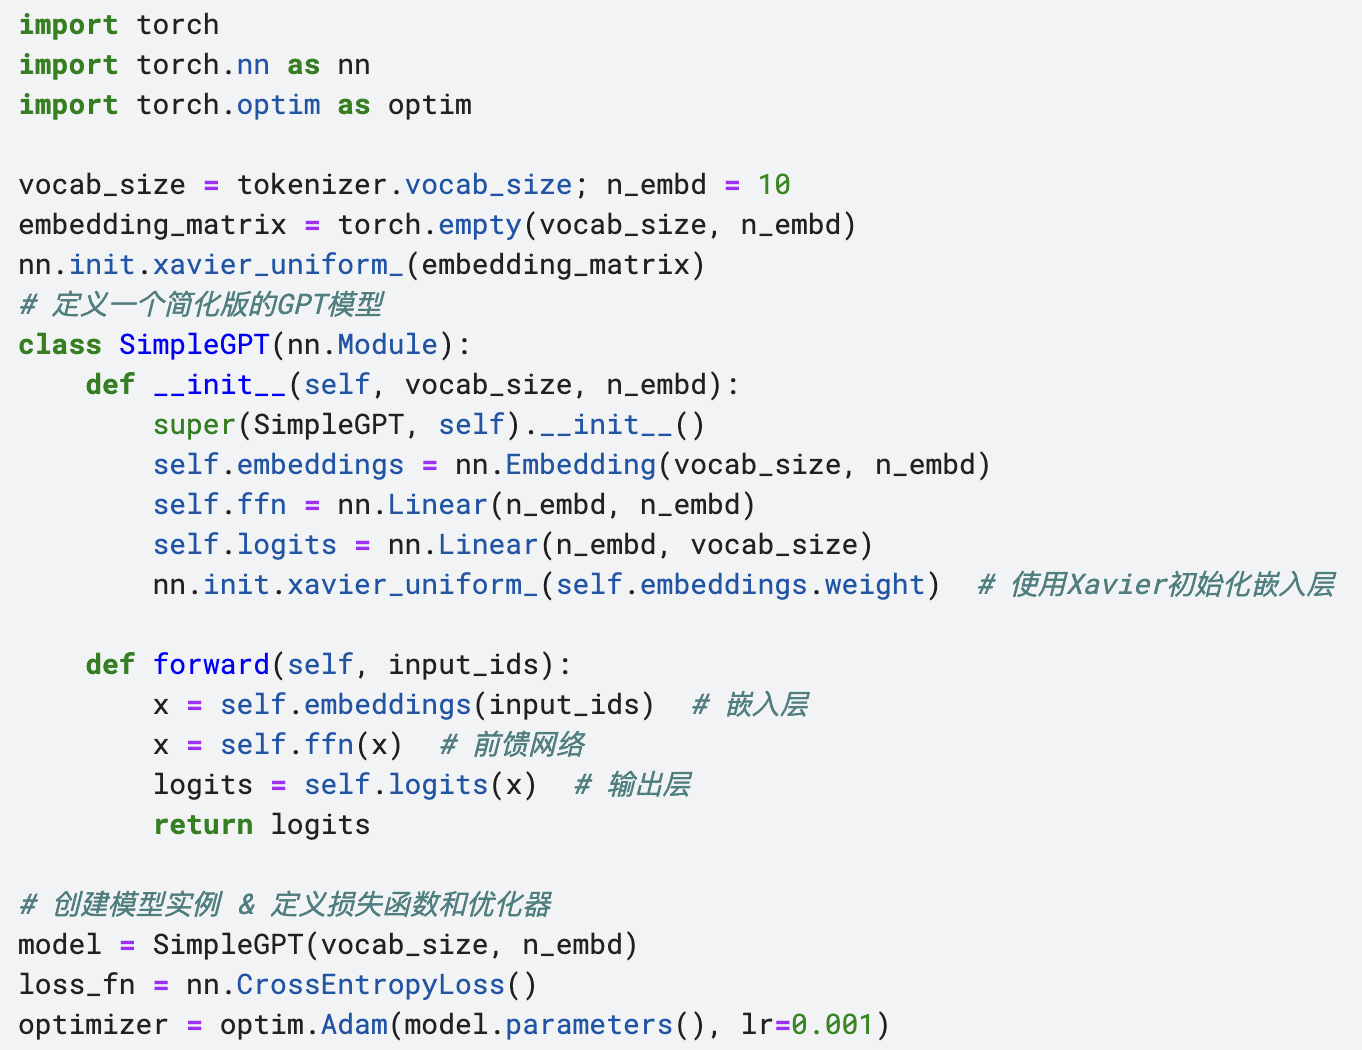 import torch
import torch.nn as nn
import torch.optim as optim

vocab_size = tokenizer.vocab_size; n_embd = 10
embedding_matrix = torch.empty(vocab_size, n_embd)
nn.init.xavier_uniform_(embedding_matrix)
# 定义一个简化版的GPT模型
class SimpleGPT(nn.Module):
    def __init__(self, vocab_size, n_embd):
        super(SimpleGPT, self).__init__()
        self.embeddings = nn.Embedding(vocab_size, n_embd)
        self.ffn = nn.Linear(n_embd, n_embd)
        self.logits = nn.Linear(n_embd, vocab_size)
        nn.init.xavier_uniform_(self.embeddings.weight)  # 使用Xavier初始化嵌入层

    def forward(self, input_ids):
        x = self.embeddings(input_ids)  # 嵌入层
        x = self.ffn(x)  # 前馈网络
        logits = self.logits(x)  # 输出层
        return logits

# 创建模型实例 & 定义损失函数和优化器
model = SimpleGPT(vocab_size, n_embd)
loss_fn = nn.CrossEntropyLoss()
optimizer = optim.Adam(model.parameters(), lr=0.001)